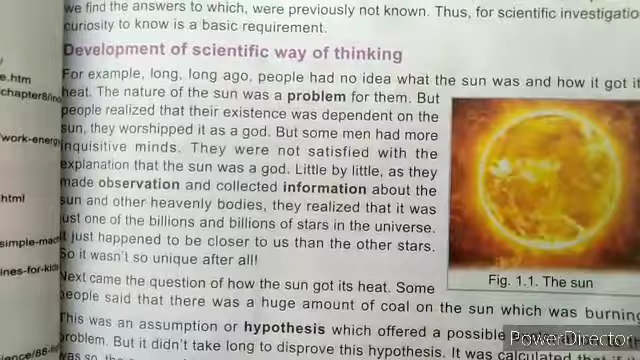 we find the answers to which, were previously not known. Thus, for scientific investigatio
curiosity to know is a basic requirement.
Development of scientific way of thinking
For example, long, long ago, people had no idea what the sun was and how it got it
heat. The nature of the sun was a problem for them. But
people realized that their existence was dependent on the
sun, they worshipped it as a god. But some men had more
inquisitive minds. They were not satisfied with the
explanation that the sun was a god. Little by little, as they
made observation and collected information about the
sun and other heavenly bodies, they realized that it was
just one of the billions and billions of stars in the universe.
It just happened to be closer to us than the other stars.
So it wasn't so unique after all!
Fig. 1.1. The sun
Next came the question of how the sun got its heat. Some
people said that there was a huge amount of coal on the sun which was burning
This was an assumption or hypothesis which offered a possible
problem. But it didn't take long to disprove this hypothesis. It was calculated that if
was so, the
e.htm
chapter8/in
/work-energy
html
simple-mac
ines-for-kids
PowerDirector